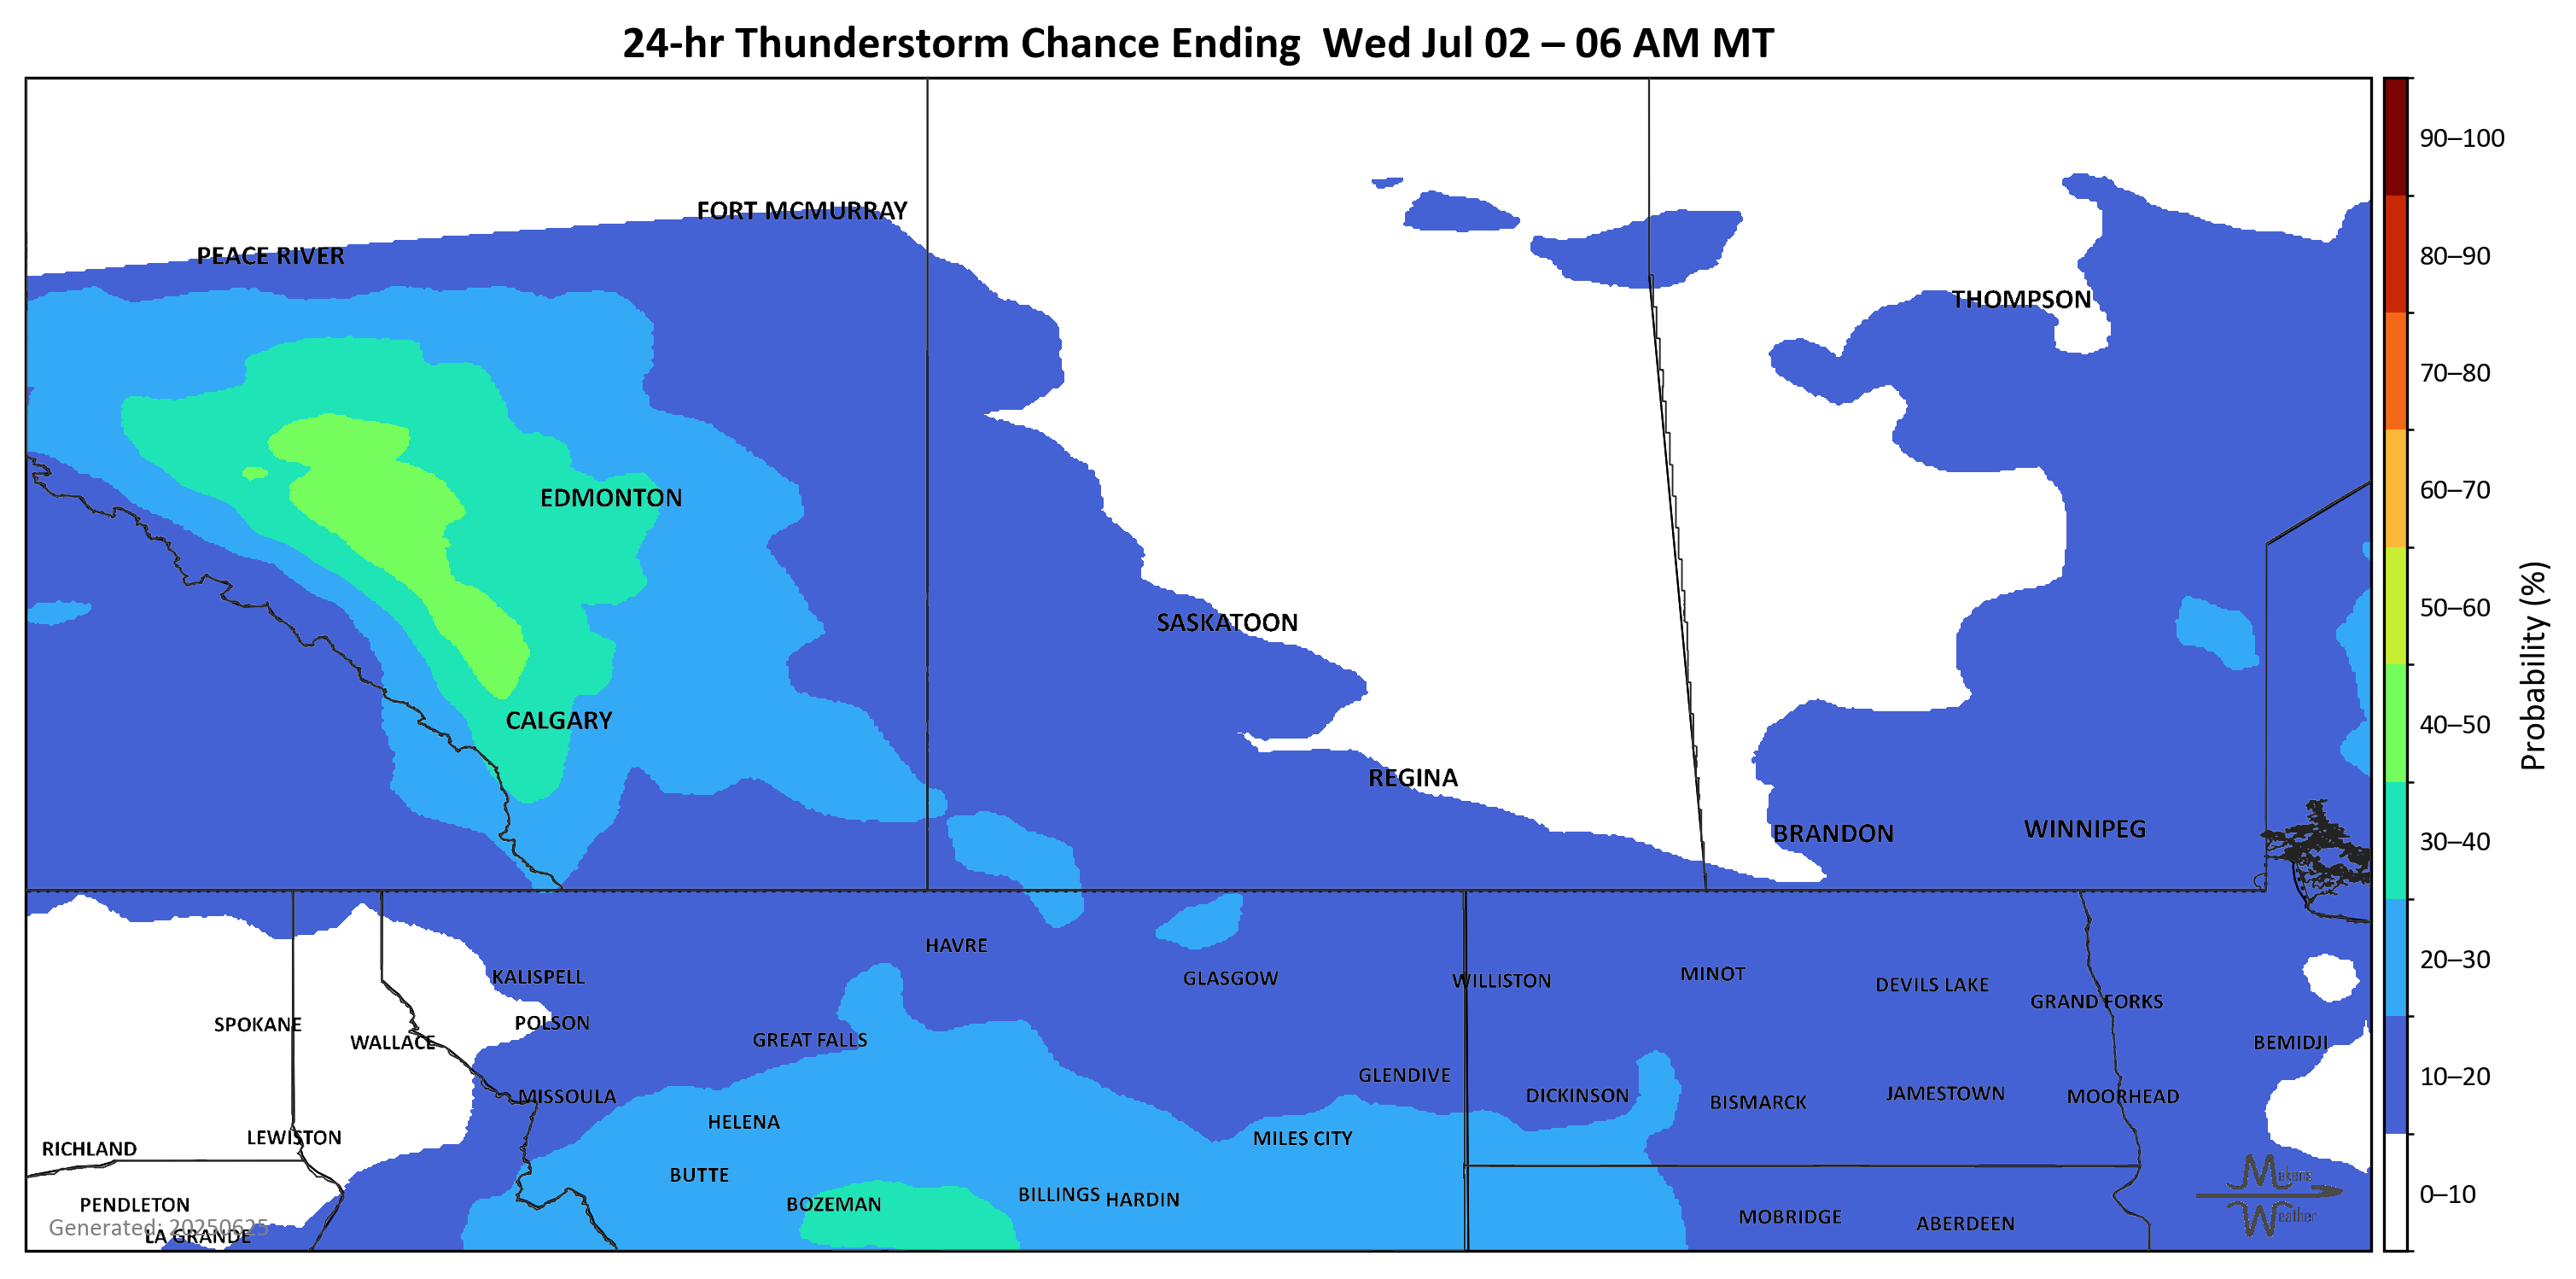 24-hr Thunderstorm Chance Ending  Wed Jul 02 – 06 AM MT
90–100
FORT MCMURRAY
PEACE RIVER
80–90
THOMPSON
70–80
EDMONTON
60–70
50–60
SASKATOON
Probability (%)
CALGARY
40–50
REGINA
BRANDON
WINNIPEG
30–40
HAVRE
20–30
KALISPELL
GLASGOW
WILLISTON
MINOT
DEVILS LAKE
GRAND FORKS
SPOKANE
POLSON
WALLACE
GREAT FALLS
BEMIDJI
10–20
GLENDIVE
MISSOULA
DICKINSON
BISMARCK
JAMESTOWN
MOORHEAD
HELENA
RICHLAND
LEWISTON
MILES CITY
BUTTE
Mekens
Weather
0–10
PENDLETON
BOZEMAN
BILLINGS
HARDIN
MOBRIDGE
ABERDEEN
Generated: 20250625
LA GRANDE